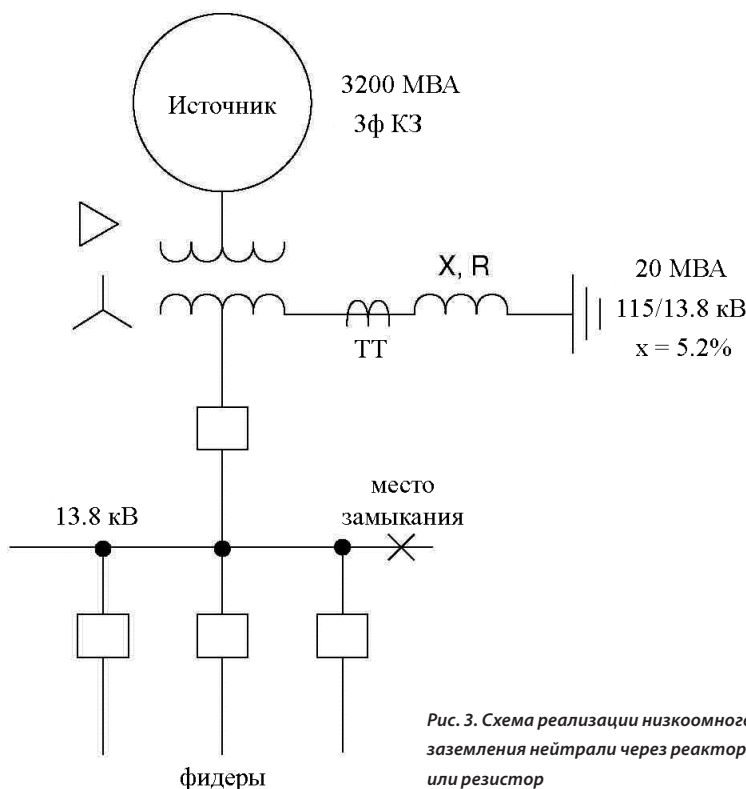 Источник
3200 МВА
3ф КЗ
X, R
ТТ
20 МВА
115/13.8 кВ
x = 5.2%
13.8 кВ
место
замыкания
фидеры
Рис. 3. Схема реализации низкоомного
заземления нейтрали через реактор
или резистор